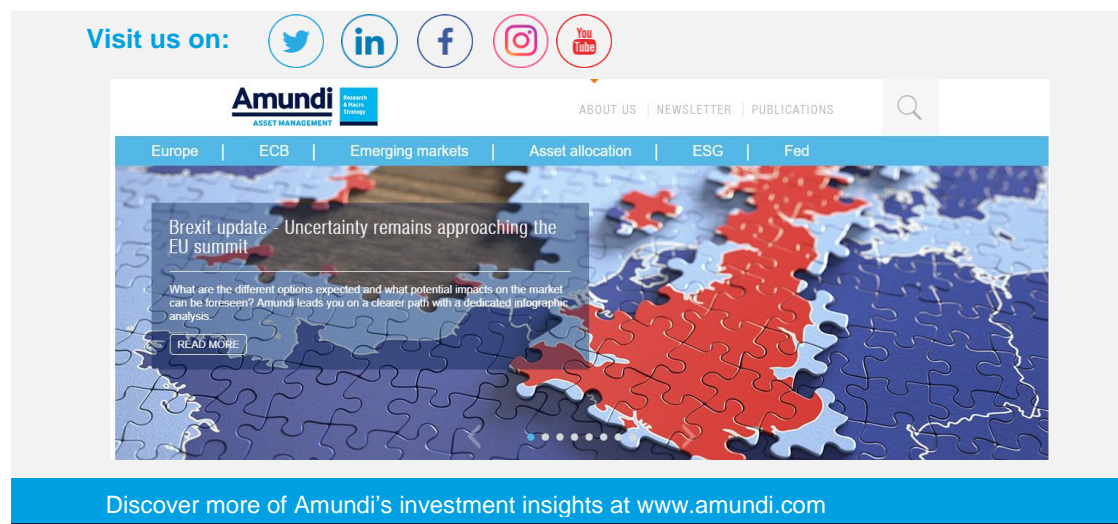 Visit us on:
in
f
You
Tube
Amundi
ASSET MANAGEMENT
Research
& Macro
Strategy
ABOUT US | NEWSLETTER | PUBLICATIONS
Europe | ECB | Emerging markets | Asset allocation | ESG | Fed
Brexit update - Uncertainty remains approaching the
EU summit
What are the different options expected and what potential impacts on the market
can be foreseen? Amundi leads you on a clearer path with a dedicated infographic
analysis.
READ MORE
Discover more of Amundi's investment insights at www.amundi.com